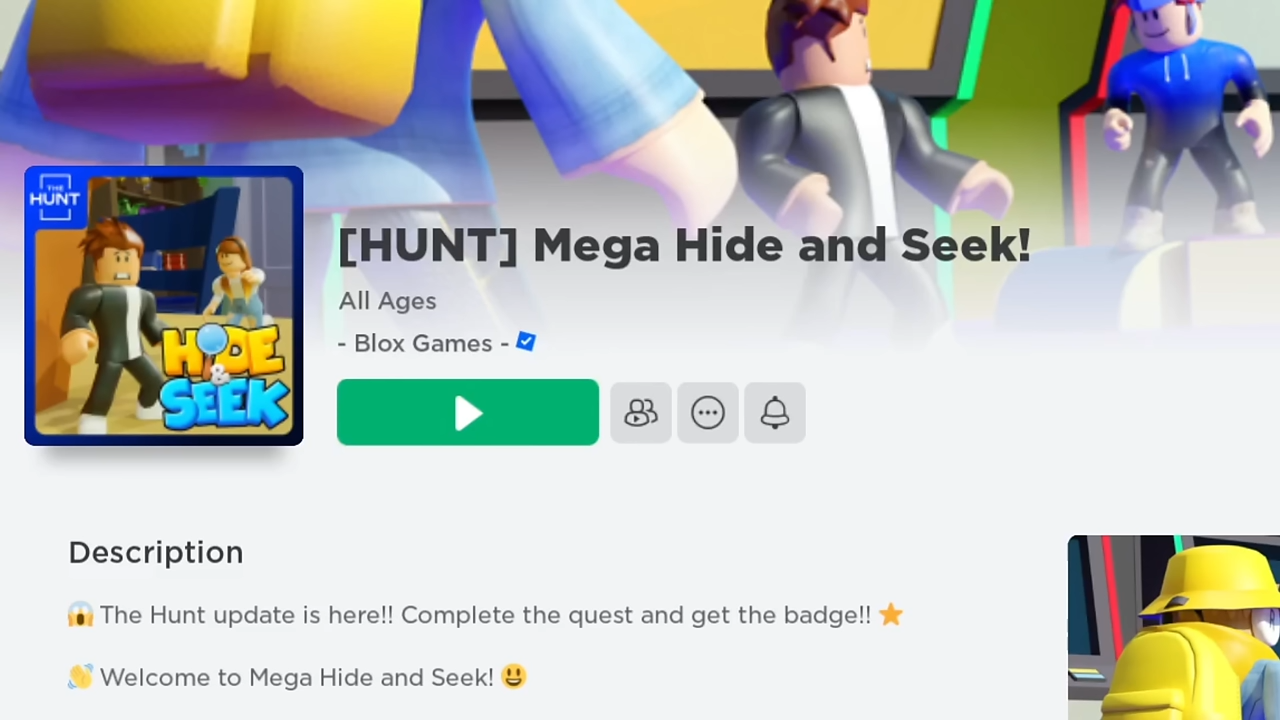 THE
HUNT
HIDE
&
SEEK
[HUNT] Mega Hide and Seek!
All Ages
- Blox Games -
Description
😱 The Hunt update is here!! Complete the quest and get the badge!! ⭐
👋 Welcome to Mega Hide and Seek! 😃